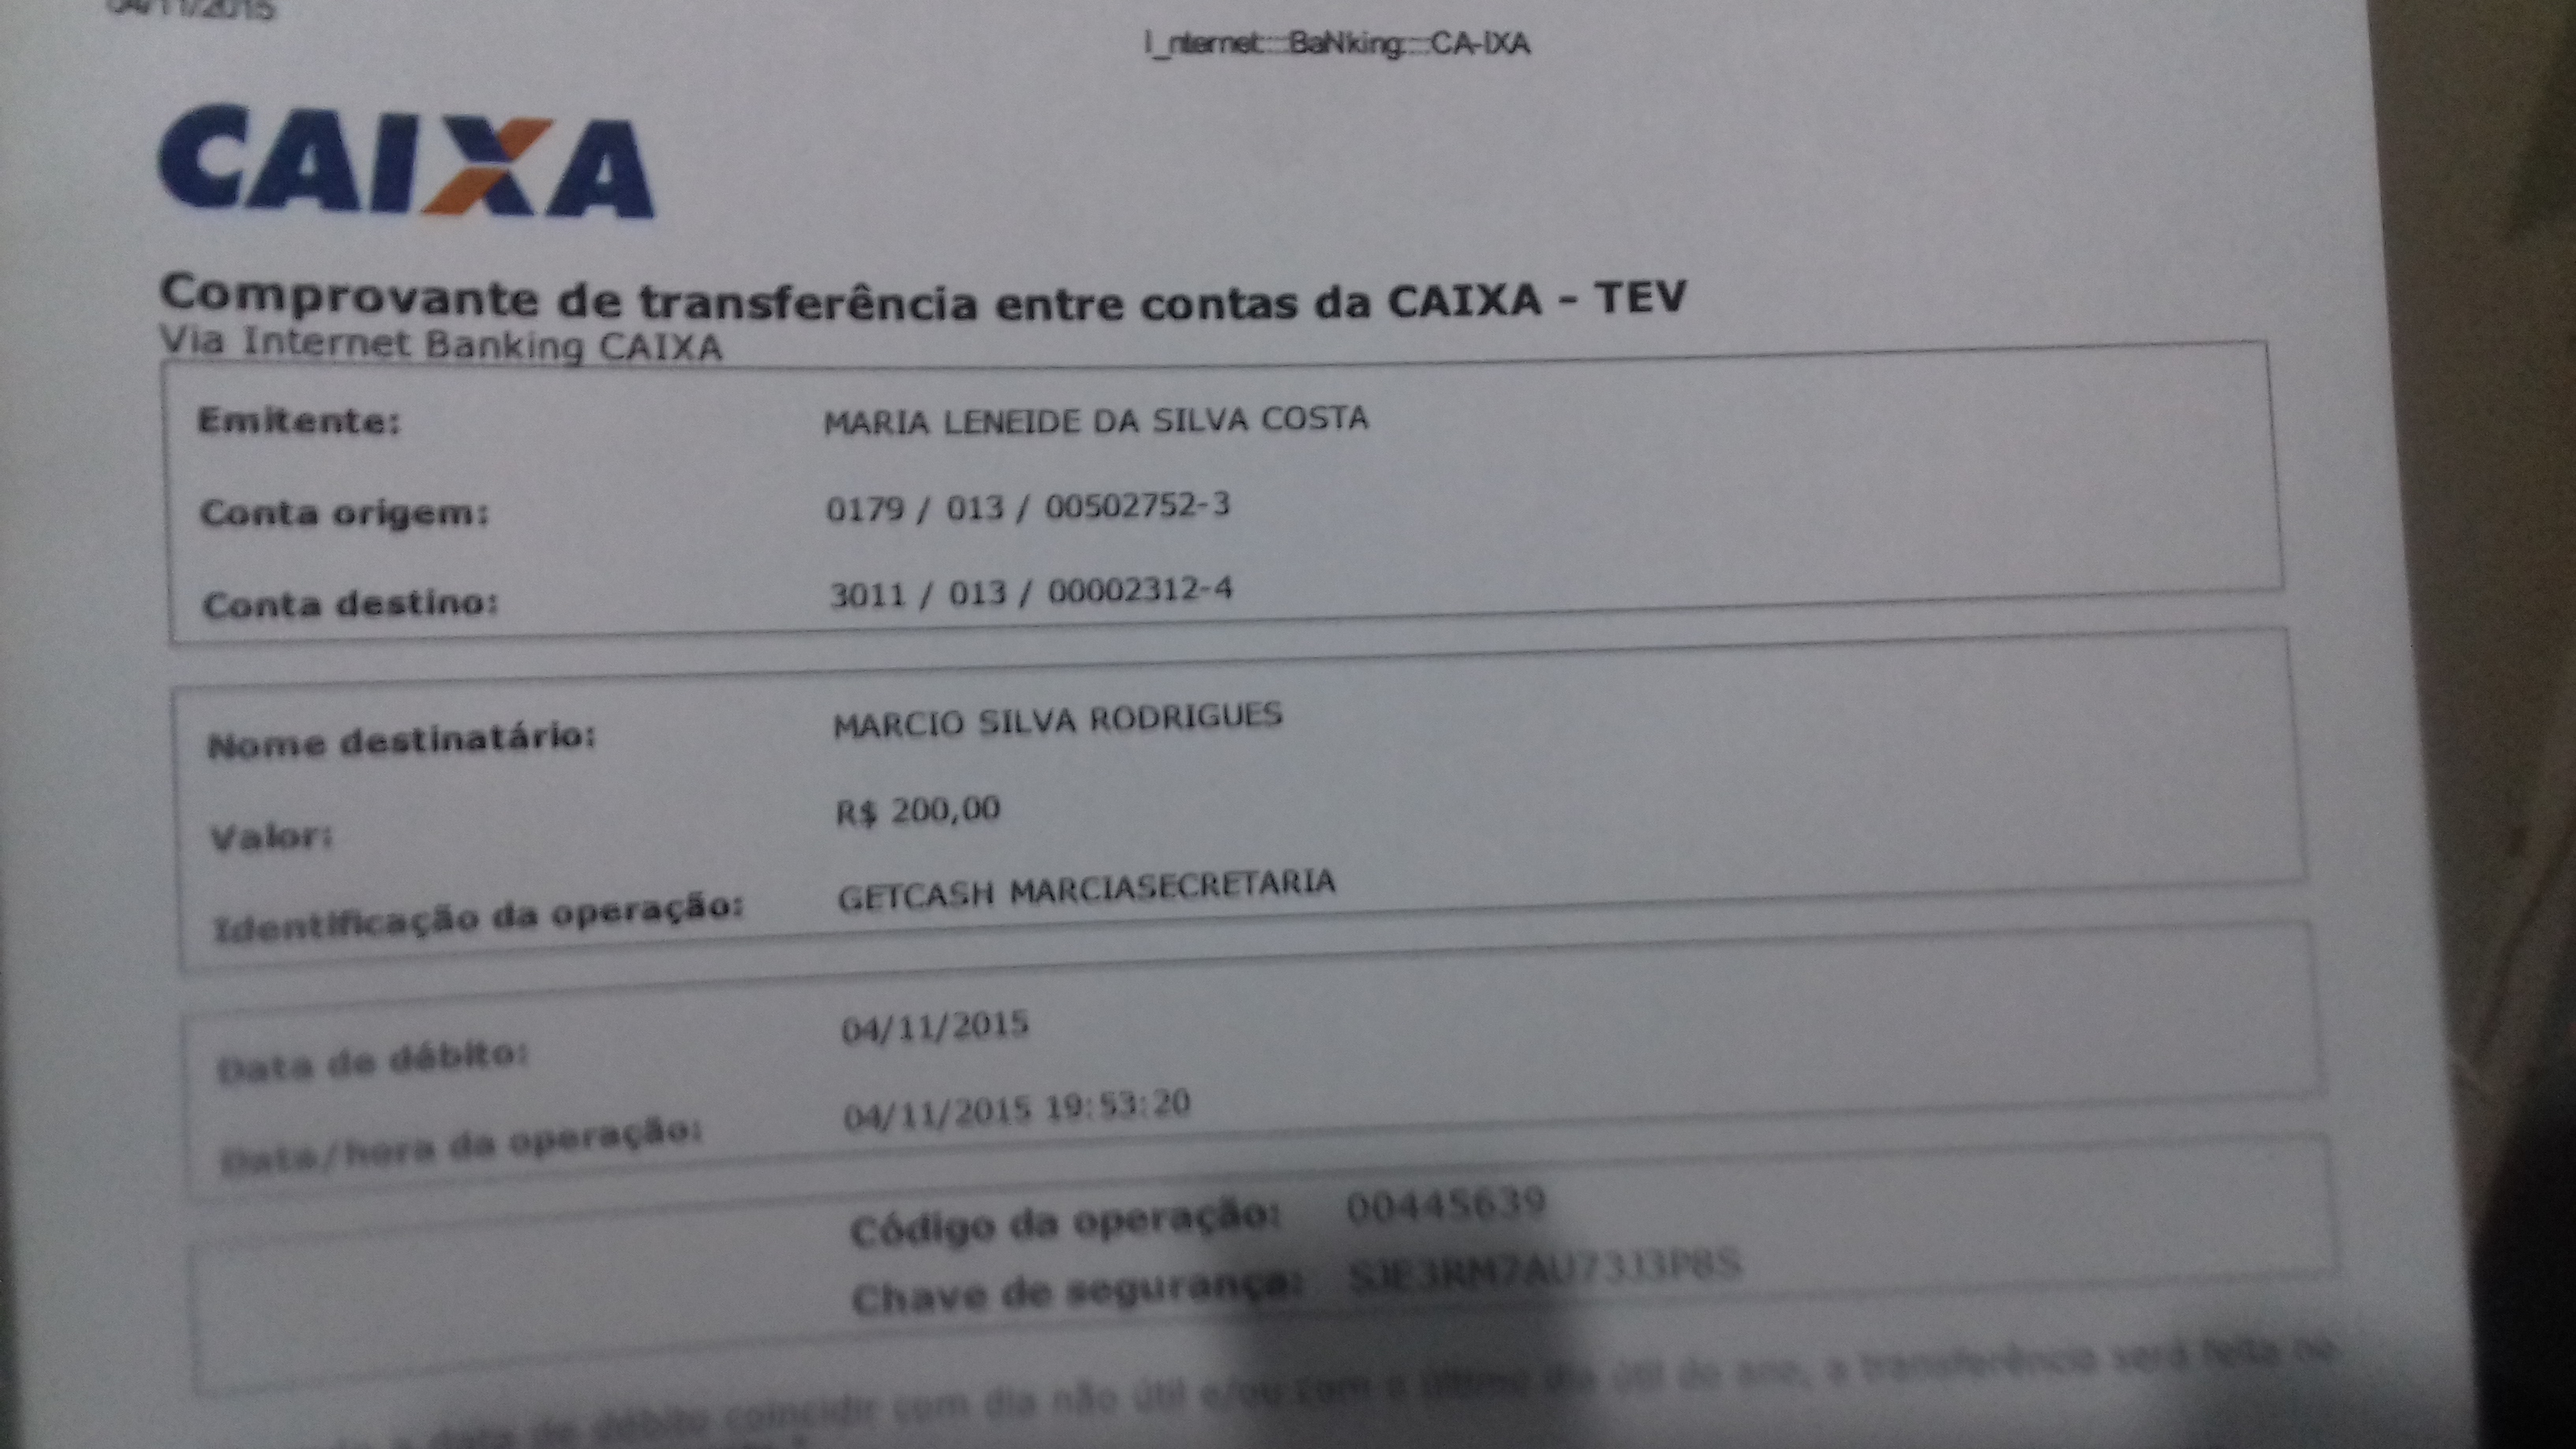 04/11/2015
I_nternet::BaNking::CA-IXA
CAIXA
Comprovante de transferência entre contas da CAIXA - TEV
Via Internet Banking CAIXA
Emitente: MARIA LENEIDE DA SILVA COSTA
Conta origem: 0179 / 013 / 00502752-3
Conta destino: 3011 / 013 / 00002312-4
Nome destinatário: MARCIO SILVA RODRIGUES
Valor: R$ 200,00
Identificação da operação: GETCASH MARCIASECRETARIA
Data de débito: 04/11/2015
Data/hora da operação: 04/11/2015 19:53:20
Código da operação: 00445639
Chave de segurança: SJE3RM7AU73J3P8S
a data de débito coincidir com dia não útil e/ou com o último dia útil do ano, a transferência será feita no